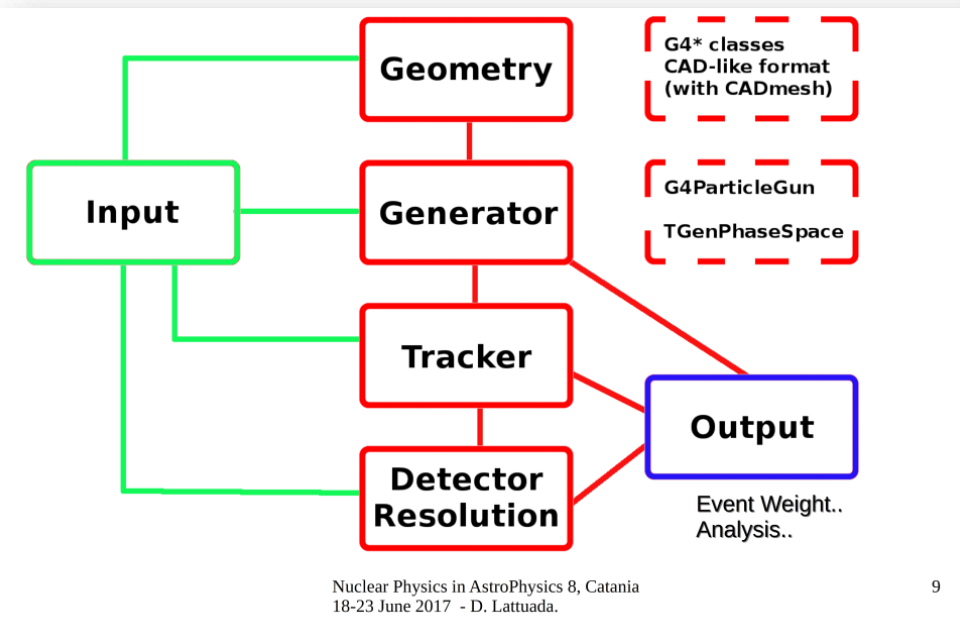 Geometry
G4* classes
CAD-like format
(with CADmesh)
Input
Generator
G4ParticleGun
TGenPhaseSpace
Tracker
Output
Detector
Resolution
Event Weight..
Analysis..
Nuclear Physics in AstroPhysics 8, Catania
18-23 June 2017  - D. Lattuada.
9